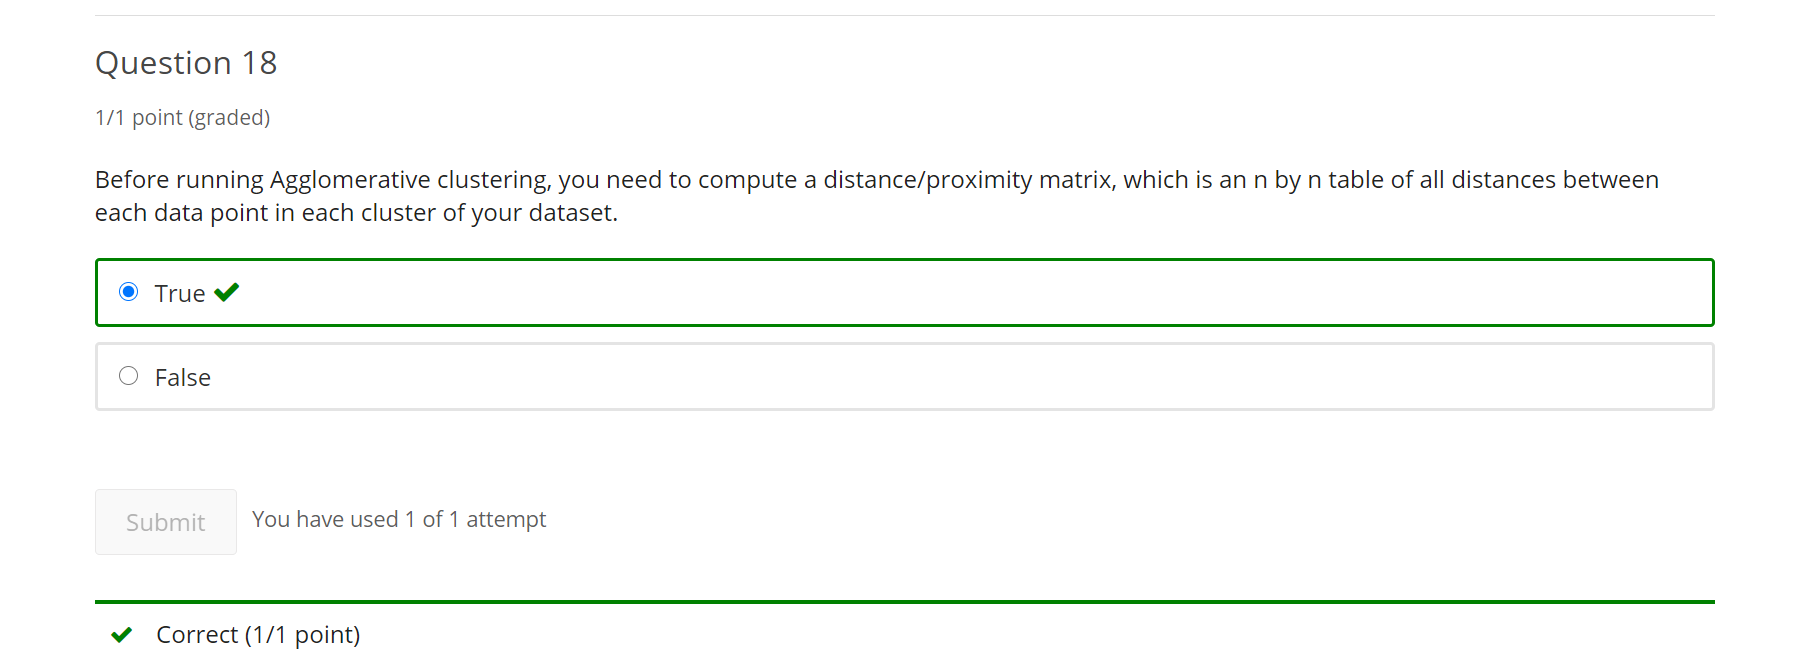 Question 18
1/1 point (graded)
Before running Agglomerative clustering, you need to compute a distance/proximity matrix, which is an n by n table of all distances between
each data point in each cluster of your dataset.
True
False
Submit You have used 1 of 1 attempt
Correct (1/1 point)